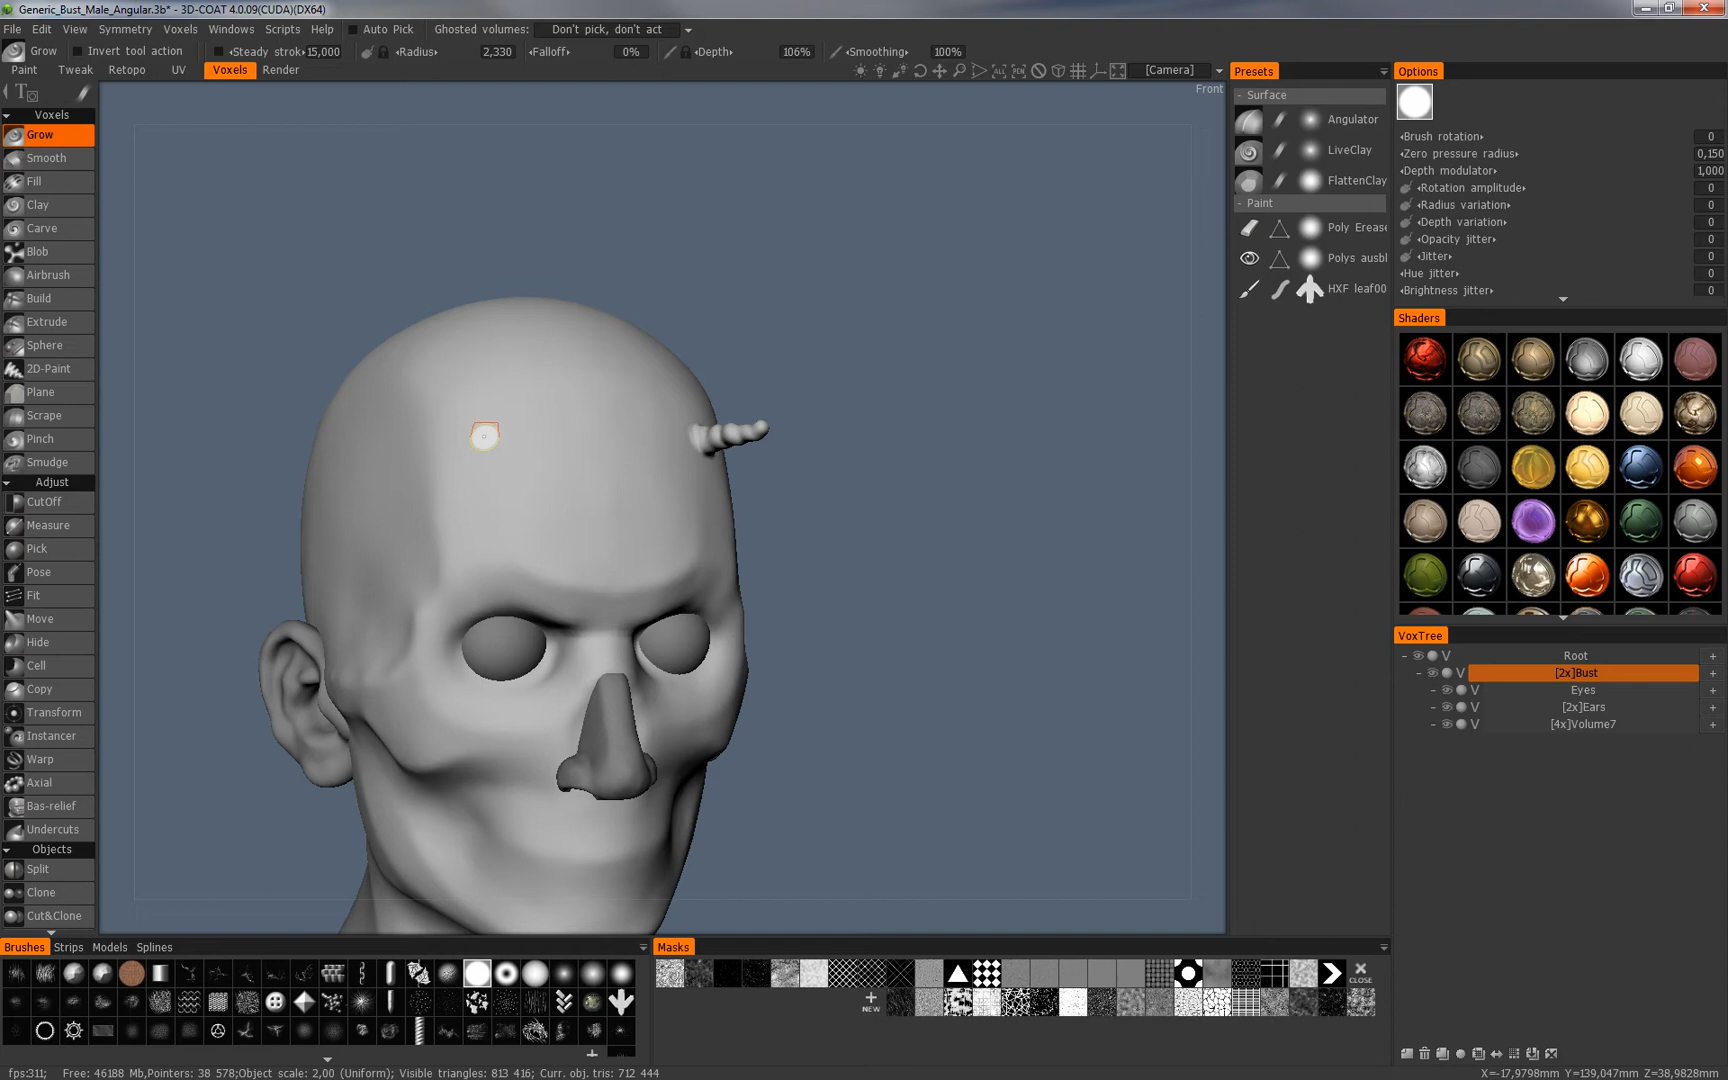 Generic_Bust_Male_Angular.3b* - 3D-COAT 4.0.09(CUDA)(DX64)
File Edit View Symmetry Voxels Windows Scripts Help Auto Pick Ghosted volumes: Don't pick, don't act
Grow Invert tool action Steady strok 15,000 Radius 2,330 Falloff 0% Depth 106% Smoothing 100%
Paint Tweak Retopo UV Voxels Render [Camera]
Front
Voxels
Grow
Smooth
Fill
Clay
Carve
Blob
Airbrush
Build
Extrude
Sphere
2D-Paint
Plane
Scrape
Pinch
Smudge
Adjust
CutOff
Measure
Pick
Pose
Fit
Move
Hide
Cell
Copy
Transform
Instancer
Warp
Axial
Bas-relief
Undercuts
Objects
Split
Clone
Cut&Clone
Presets
- Surface
Angulator
LiveClay
FlattenClay
- Paint
Poly Erease
Polys ausbl
HXF leaf00
Options
Brush rotation 0
Zero pressure radius 0,150
Depth modulator 1,000
Rotation amplitude 0
Radius variation 0
Depth variation 0
Opacity jitter 0
Jitter 0
Hue jitter 0
Brightness jitter 0
Shaders
VoxTree
V Root +
V [2x]Bust +
V Eyes +
V [2x]Ears +
V [4x]Volume7 +
Brushes Strips Models Splines
Masks
CLOSE
NEW
fps:311; Free: 46188 Mb,Pointers: 38 578;Object scale: 2,00 (Uniform); Visible triangles: 813 416; Curr. obj. tris: 712 444
X=-17,9798mm Y=139,047mm Z=38,9828mm